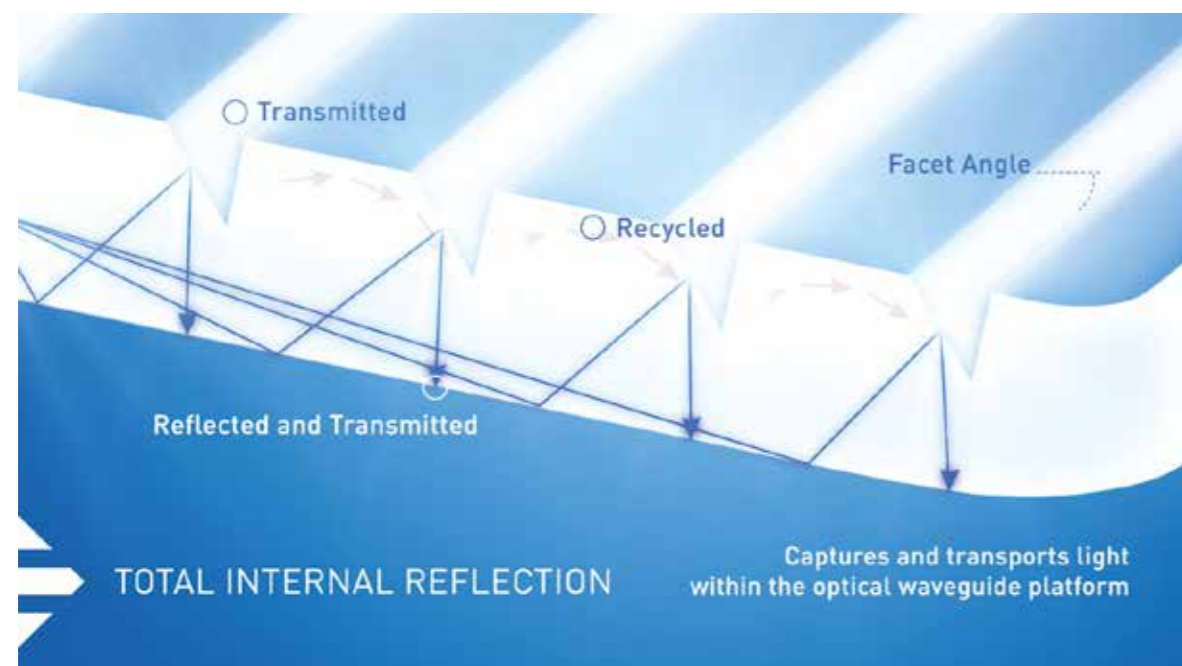 Transmitted
Facet Angle
Recycled
Reflected and Transmitted
TOTAL INTERNAL REFLECTION
Captures and transports light
within the optical waveguide platform